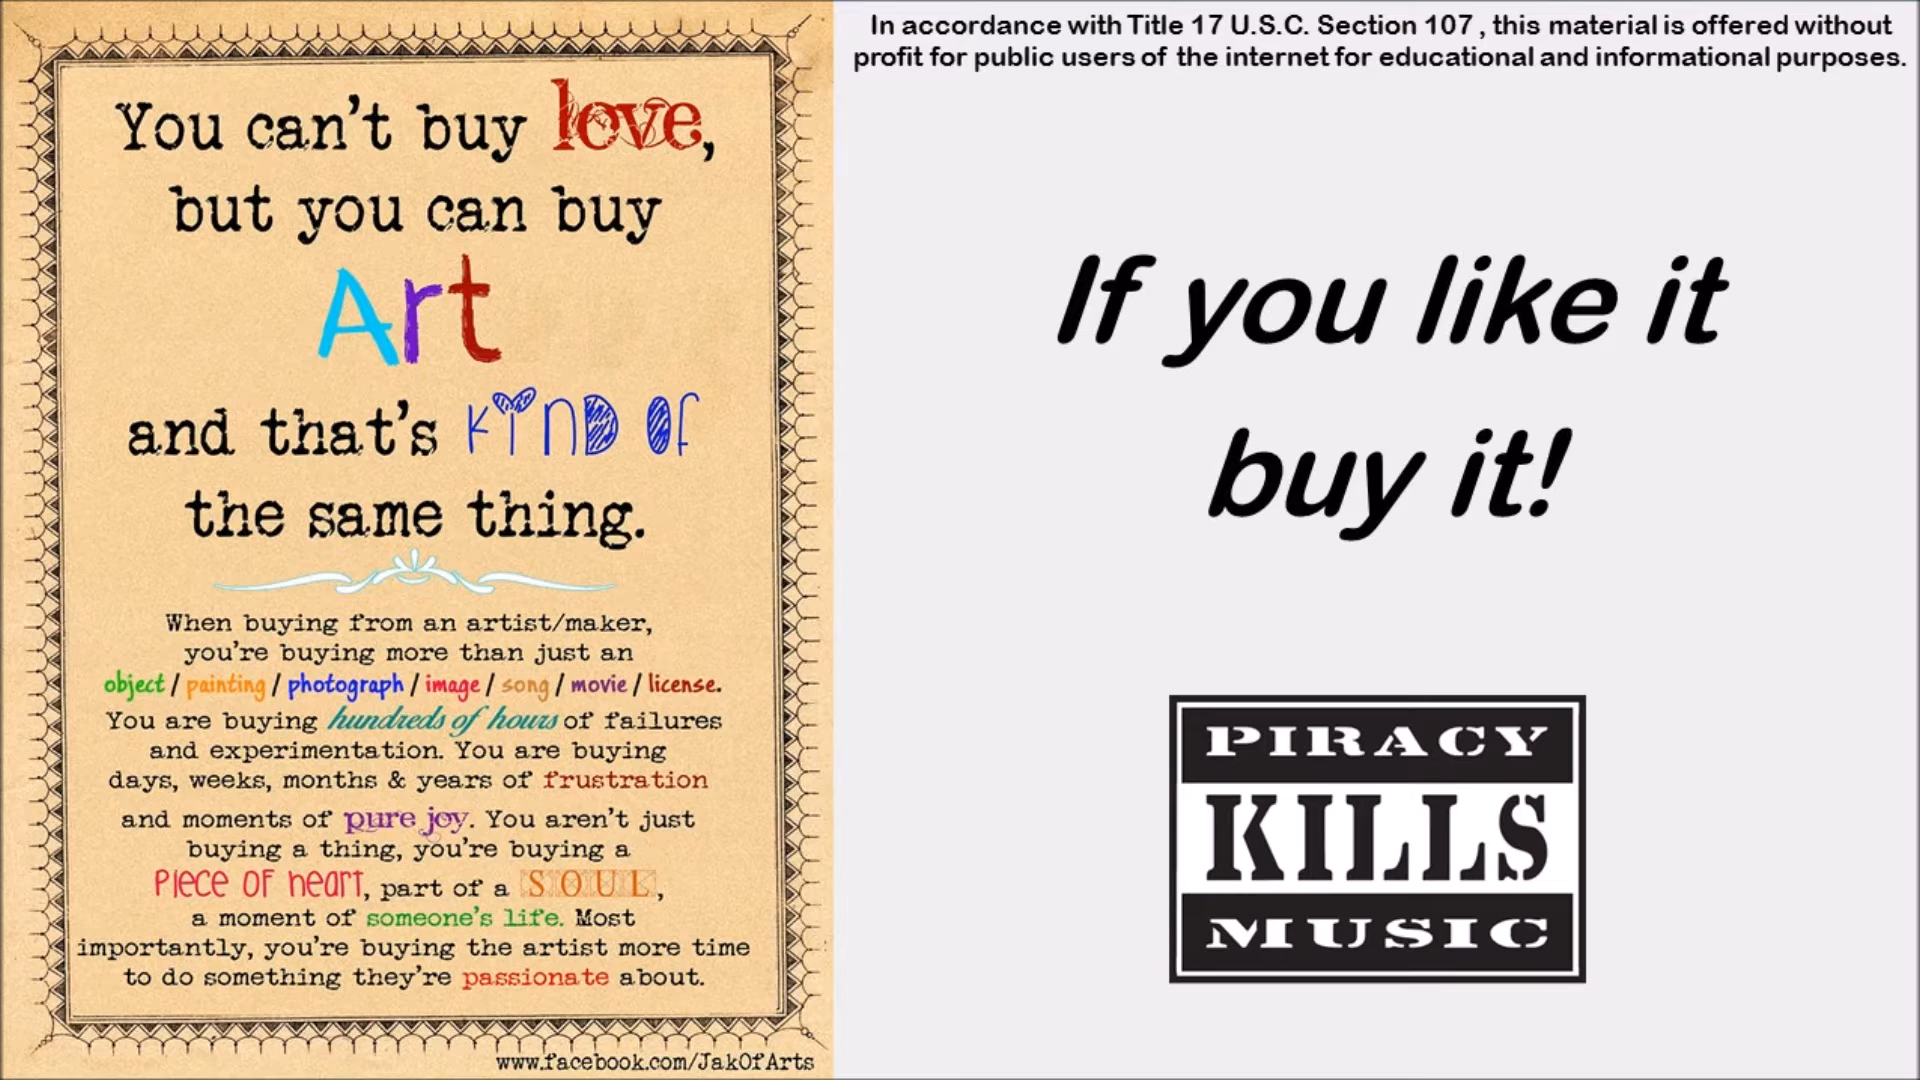 You can't buy love,
but you can buy
Art
and that's KIND OF
the same thing.
When buying from an artist/maker,
you're buying more than just an
object / painting / photograph / image / song / movie / license.
You are buying hundreds of hours of failures
and experimentation. You are buying
days, weeks, months & years of frustration
and moments of pure joy. You aren't just
buying a thing, you're buying a
PIECE OF heart, part of a SOUL,
a moment of someone's life. Most
importantly, you're buying the artist more time
to do something they're passionate about.
www.facebook.com/JakOfArts
In accordance with Title 17 U.S.C. Section 107, this material is offered without
profit for public users of the internet for educational and informational purposes.
If you like it
buy it!
PIRACY
KILLS
MUSIC